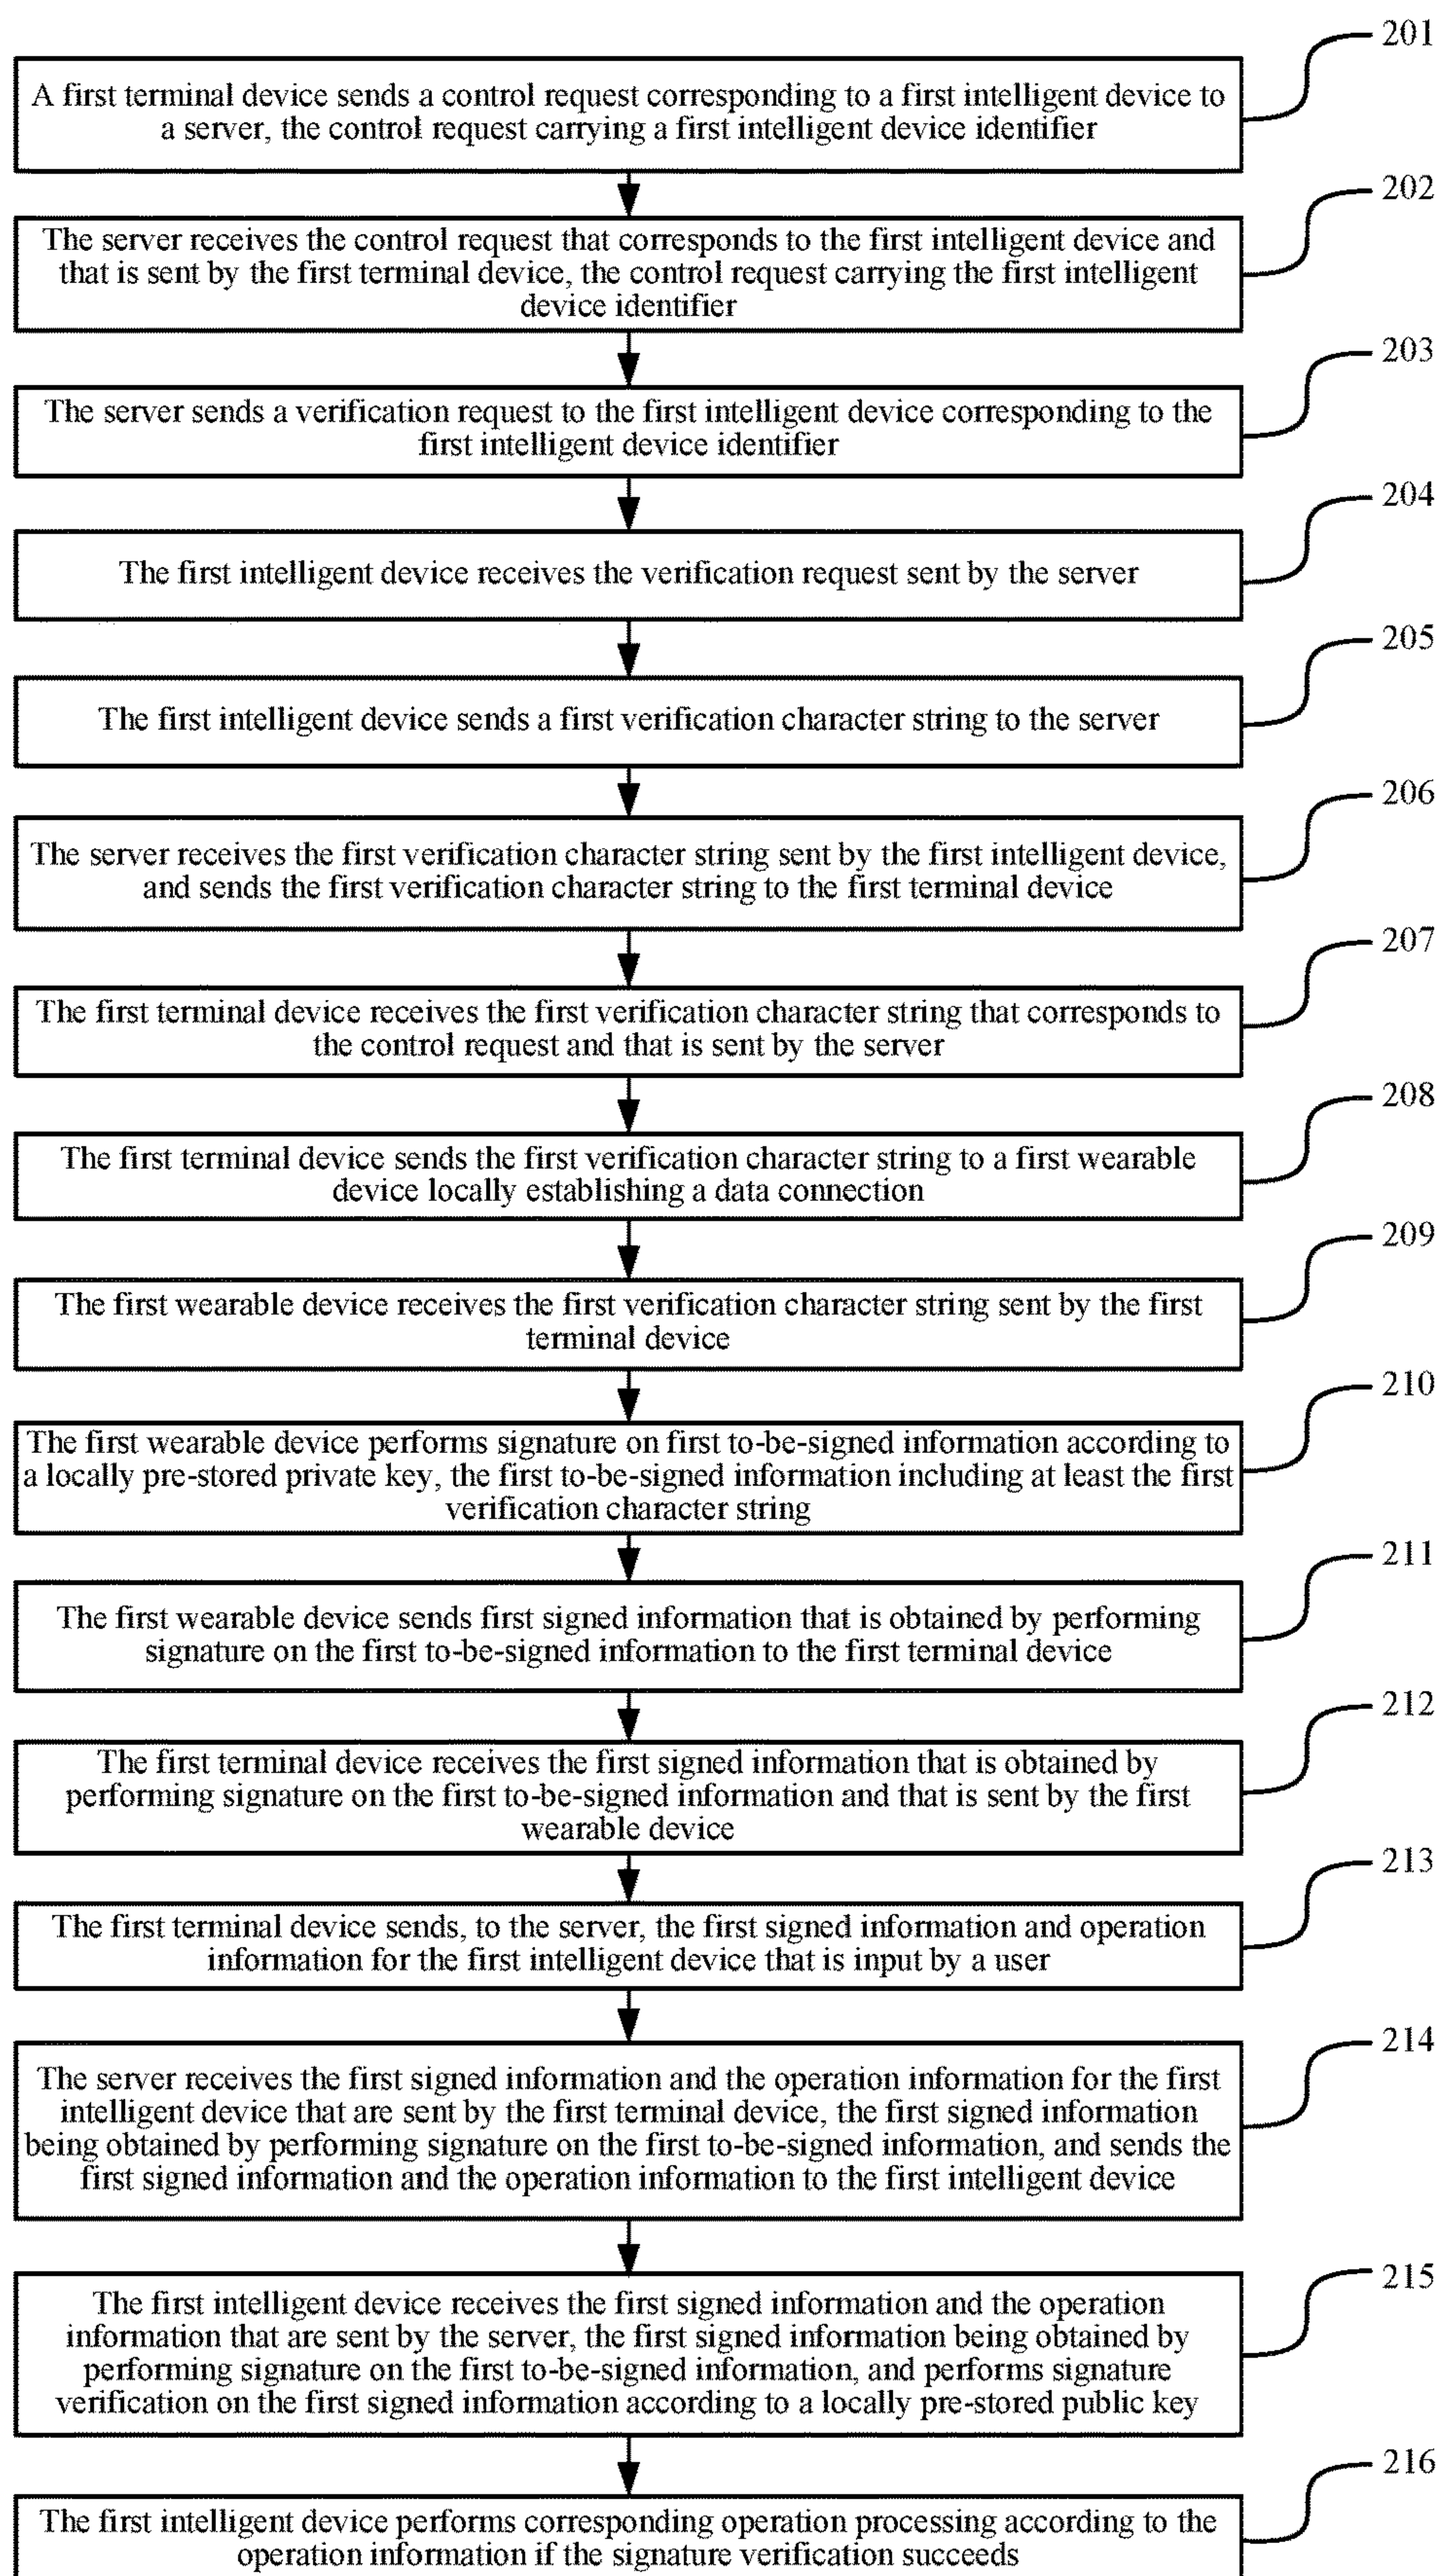 201
A first terminal device sends a control request corresponding to a first intelligent device to
a server, the control request carrying a first intelligent device identifier
202
The server receives the control request that corresponds to the first intelligent device and
that is sent by the first terminal device, the control request carrying the first intelligent
device identifier
203
The server sends a verification request to the first intelligent device corresponding to the
first intelligent device identifier
204
The first intelligent device receives the verification request sent by the server
205
The first intelligent device sends a first verification character string to the server
206
The server receives the first verification character string sent by the first intelligent device,
and sends the first verification character string to the first terminal device
207
The first terminal device receives the first verification character string that corresponds to
the control request and that is sent by the server
208
The first terminal device sends the first verification character string to a first wearable
device locally establishing a data connection
209
The first wearable device receives the first verification character string sent by the first
terminal device
210
The first wearable device performs signature on first to-be-signed information according to
a locally pre-stored private key, the first to-be-signed information including at least the first
verification character string
211
The first wearable device sends first signed information that is obtained by performing
signature on the first to-be-signed information to the first terminal device
212
The first terminal device receives the first signed information that is obtained by
performing signature on the first to-be-signed information and that is sent by the first
wearable device
213
The first terminal device sends, to the server, the first signed information and operation
information for the first intelligent device that is input by a user
214
The server receives the first signed information and the operation information for the first
intelligent device that are sent by the first terminal device, the first signed information
being obtained by performing signature on the first to-be-signed information, and sends the
first signed information and the operation information to the first intelligent device
215
The first intelligent device receives the first signed information and the operation
information that are sent by the server, the first signed information being obtained by
performing signature on the first to-be-signed information, and performs signature
verification on the first signed information according to a locally pre-stored public key
216
The first intelligent device performs corresponding operation processing according to the
operation information if the signature verification succeeds